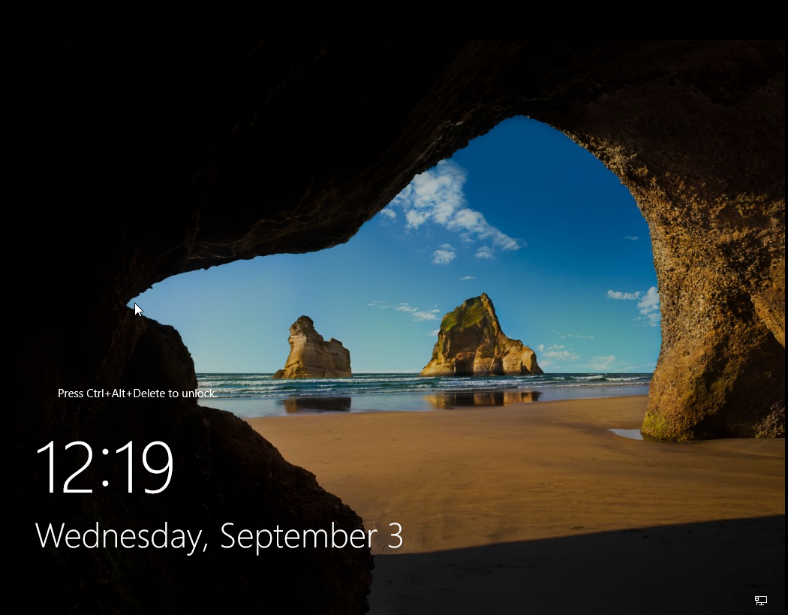 Press Ctrl+Alt+Delete to unlock.
12:19
Wednesday, September 3